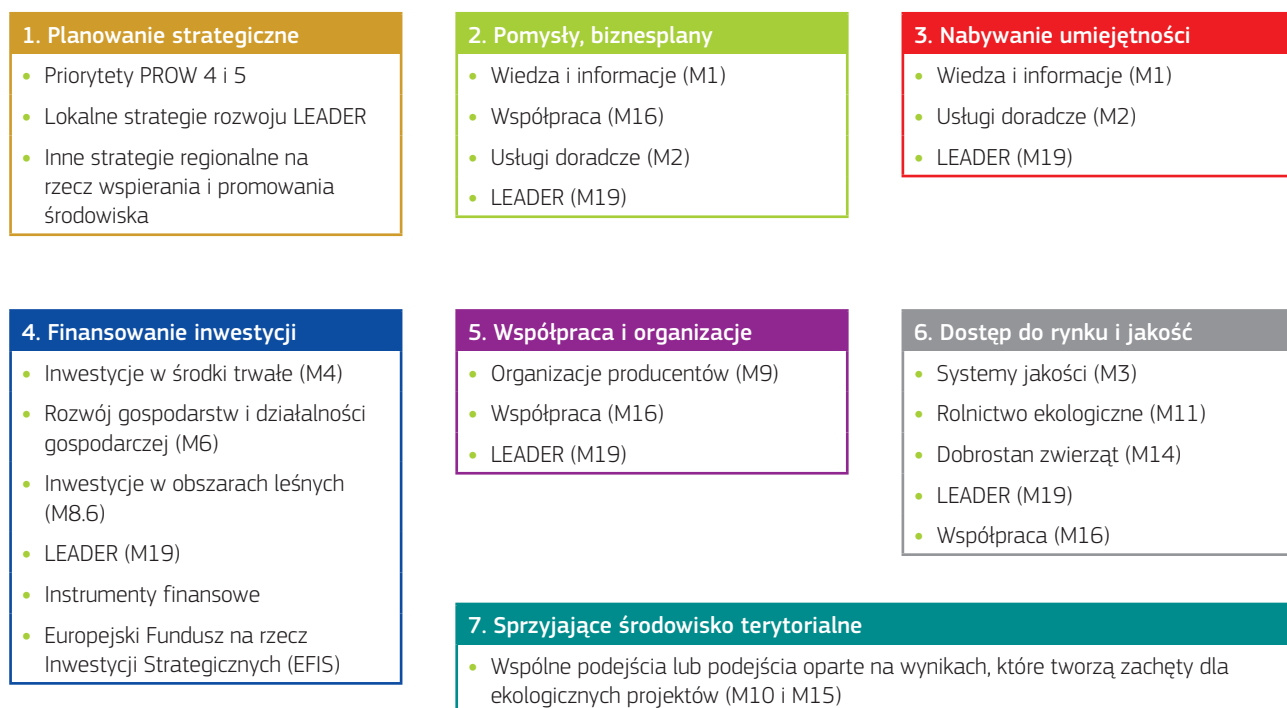 1. Planowanie strategiczne
• Priorytety PROW 4 i 5
• Lokalne strategie rozwoju LEADER
• Inne strategie regionalne na
rzecz wspierania i promowania
środowiska
2. Pomysły, biznesplany
• Wiedza i informacje (M1)
• Współpraca (M16)
• Usługi doradcze (M2)
• LEADER (M19)
3. Nabywanie umiejętności
• Wiedza i informacje (M1)
• Usługi doradcze (M2)
• LEADER (M19)
4. Finansowanie inwestycji
• Inwestycje w środki trwałe (M4)
• Rozwój gospodarstw i działalności
gospodarczej (M6)
• Inwestycje w obszarach leśnych
(M8.6)
• LEADER (M19)
• Instrumenty finansowe
• Europejski Fundusz na rzecz
Inwestycji Strategicznych (EFIS)
5. Współpraca i organizacje
• Organizacje producentów (M9)
• Współpraca (M16)
• LEADER (M19)
6. Dostęp do rynku i jakość
• Systemy jakości (M3)
• Rolnictwo ekologiczne (M11)
• Dobrostan zwierząt (M14)
• LEADER (M19)
• Współpraca (M16)
7. Sprzyjające środowisko terytorialne
• Wspólne podejścia lub podejścia oparte na wynikach, które tworzą zachęty dla
ekologicznych projektów (M10 i M15)